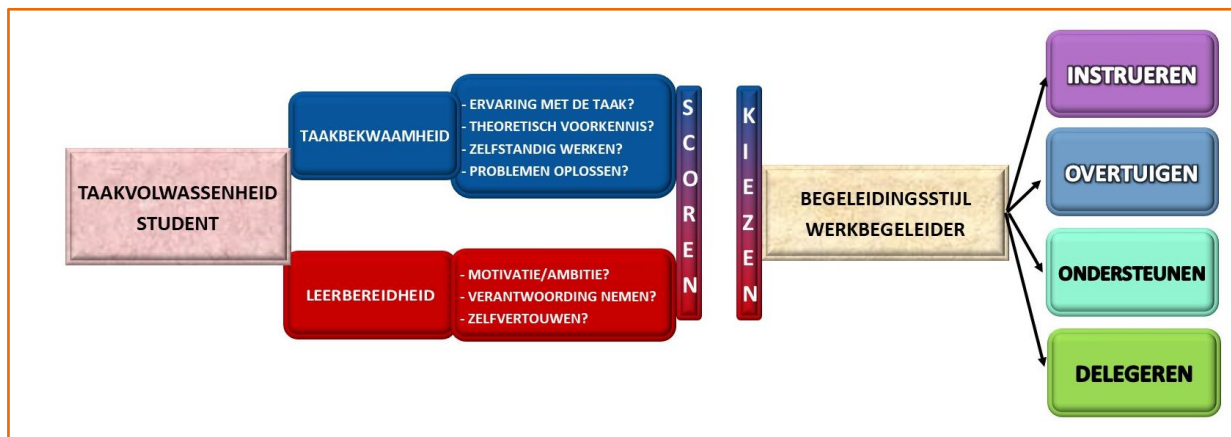 TAAKVOLWASSENHEID
STUDENT
TAAKBEKWAAMHEID
- ERVARING MET DE TAAK?
- THEORETISCH VOORKENNIS?
- ZELFSTANDIG WERKEN?
- PROBLEMEN OPLOSSEN?
LEERBEREIDHEID
- MOTIVATIE/AMBITIE?
- VERANTWOORDING NEMEN?
- ZELFVERTOUWEN?
SCOREN
KIEZEN
BEGELEIDINGSSTIJL
WERKBEGELEIDER
INSTRUEREN
OVERTUIGEN
ONDERSTEUNEN
DELEGEREN